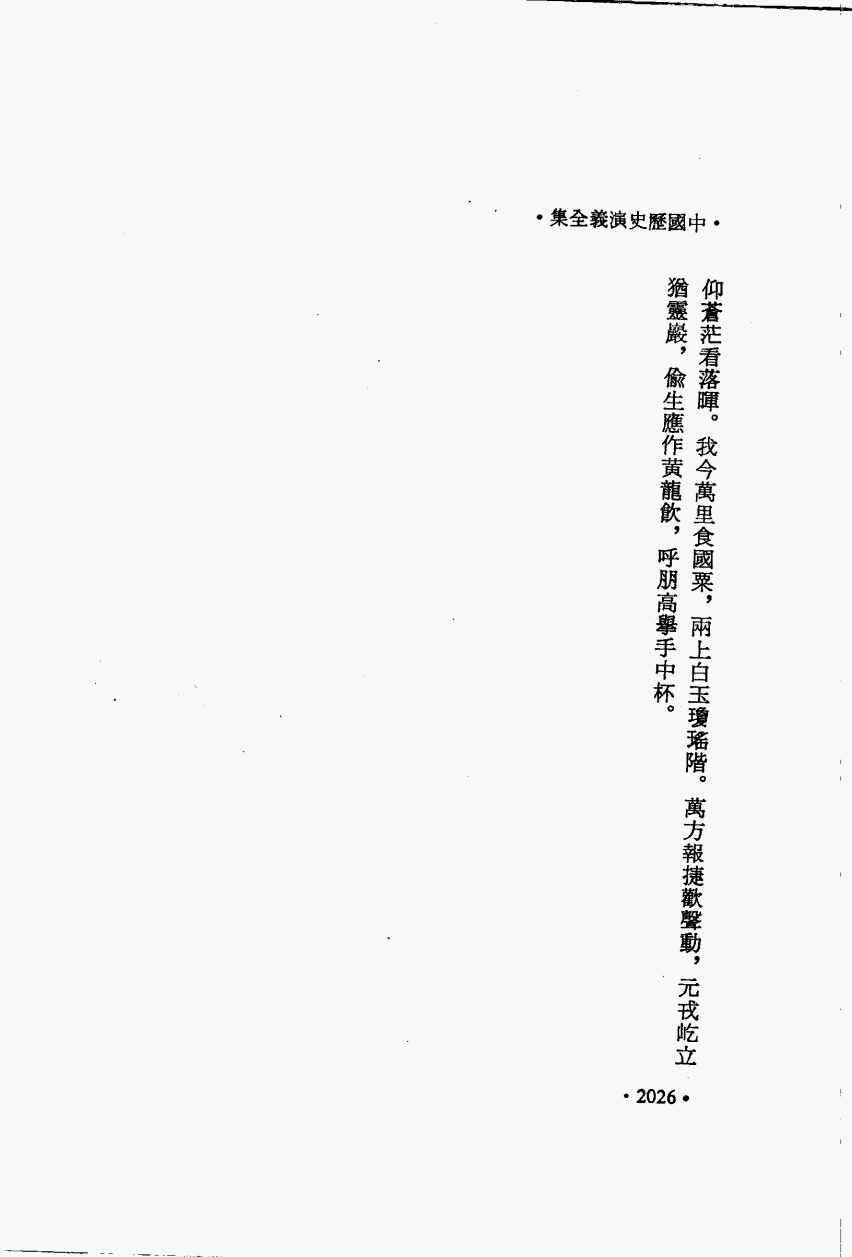 ·中國歷史演義全集·
仰蒼茫看落暉。我今萬里食國粟，兩上白玉瓊瑤階。萬方報捷歡聲動，元戎屹立
猶靈巖，偸生應作黄龍飲，呼朋高舉手中杯。
·2026·